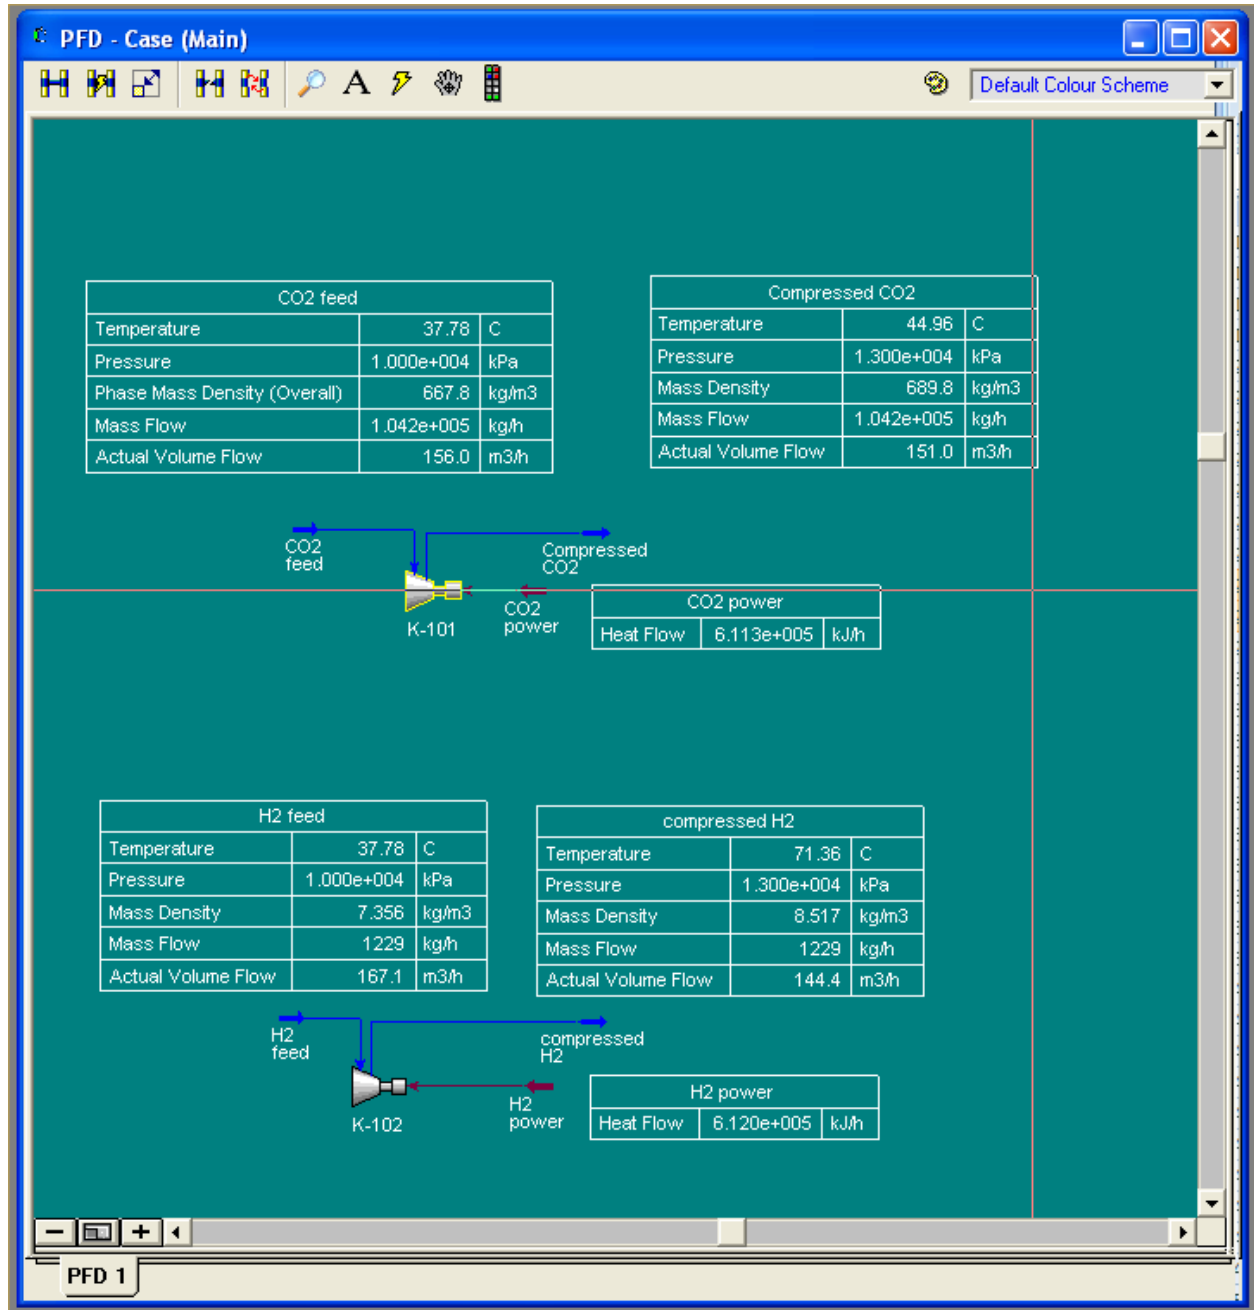 PFD - Case (Main)
A
Default Colour Scheme
CO2 feed
Temperature 37.78 C
Pressure 1.000e+004 kPa
Phase Mass Density (Overall) 667.8 kg/m3
Mass Flow 1.042e+005 kg/h
Actual Volume Flow 156.0 m3/h
Compressed CO2
Temperature 44.96 C
Pressure 1.300e+004 kPa
Mass Density 689.8 kg/m3
Mass Flow 1.042e+005 kg/h
Actual Volume Flow 151.0 m3/h
CO2
feed
Compressed
CO2
K-101
CO2
power
CO2 power
Heat Flow 6.113e+005 kJ/h
H2 feed
Temperature 37.78 C
Pressure 1.000e+004 kPa
Mass Density 7.356 kg/m3
Mass Flow 1229 kg/h
Actual Volume Flow 167.1 m3/h
compressed H2
Temperature 71.36 C
Pressure 1.300e+004 kPa
Mass Density 8.517 kg/m3
Mass Flow 1229 kg/h
Actual Volume Flow 144.4 m3/h
H2
feed
compressed
H2
K-102
H2
power
H2 power
Heat Flow 6.120e+005 kJ/h
PFD 1